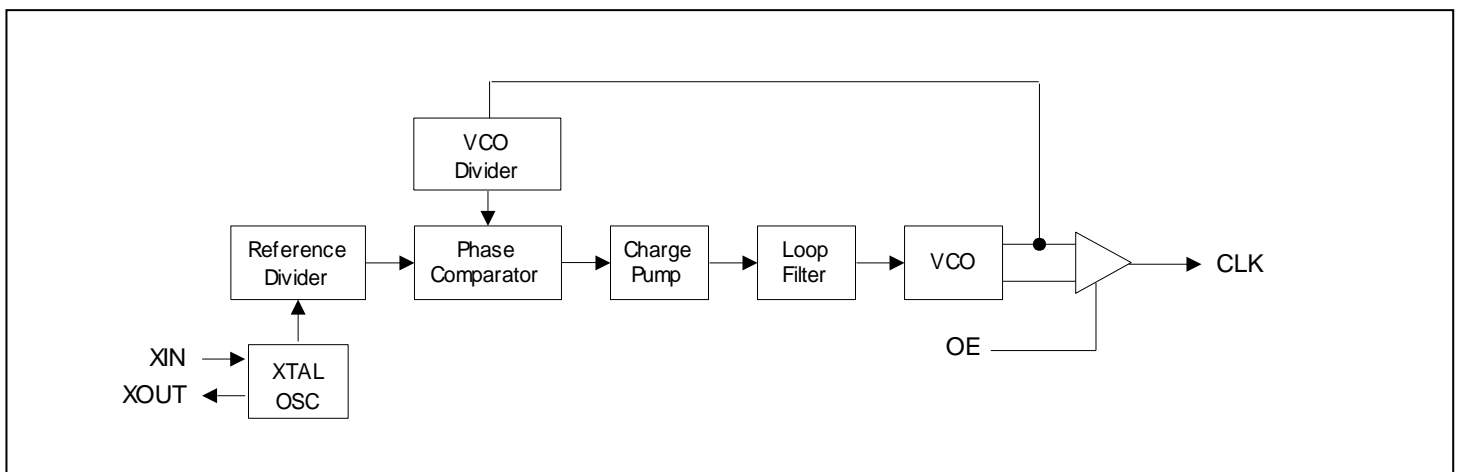 VCO
Divider
Reference
Divider
Phase
Comparator
Charge
Pump
Loop
Filter
VCO
CLK
OE
XIN
XOUT
XTAL
OSC